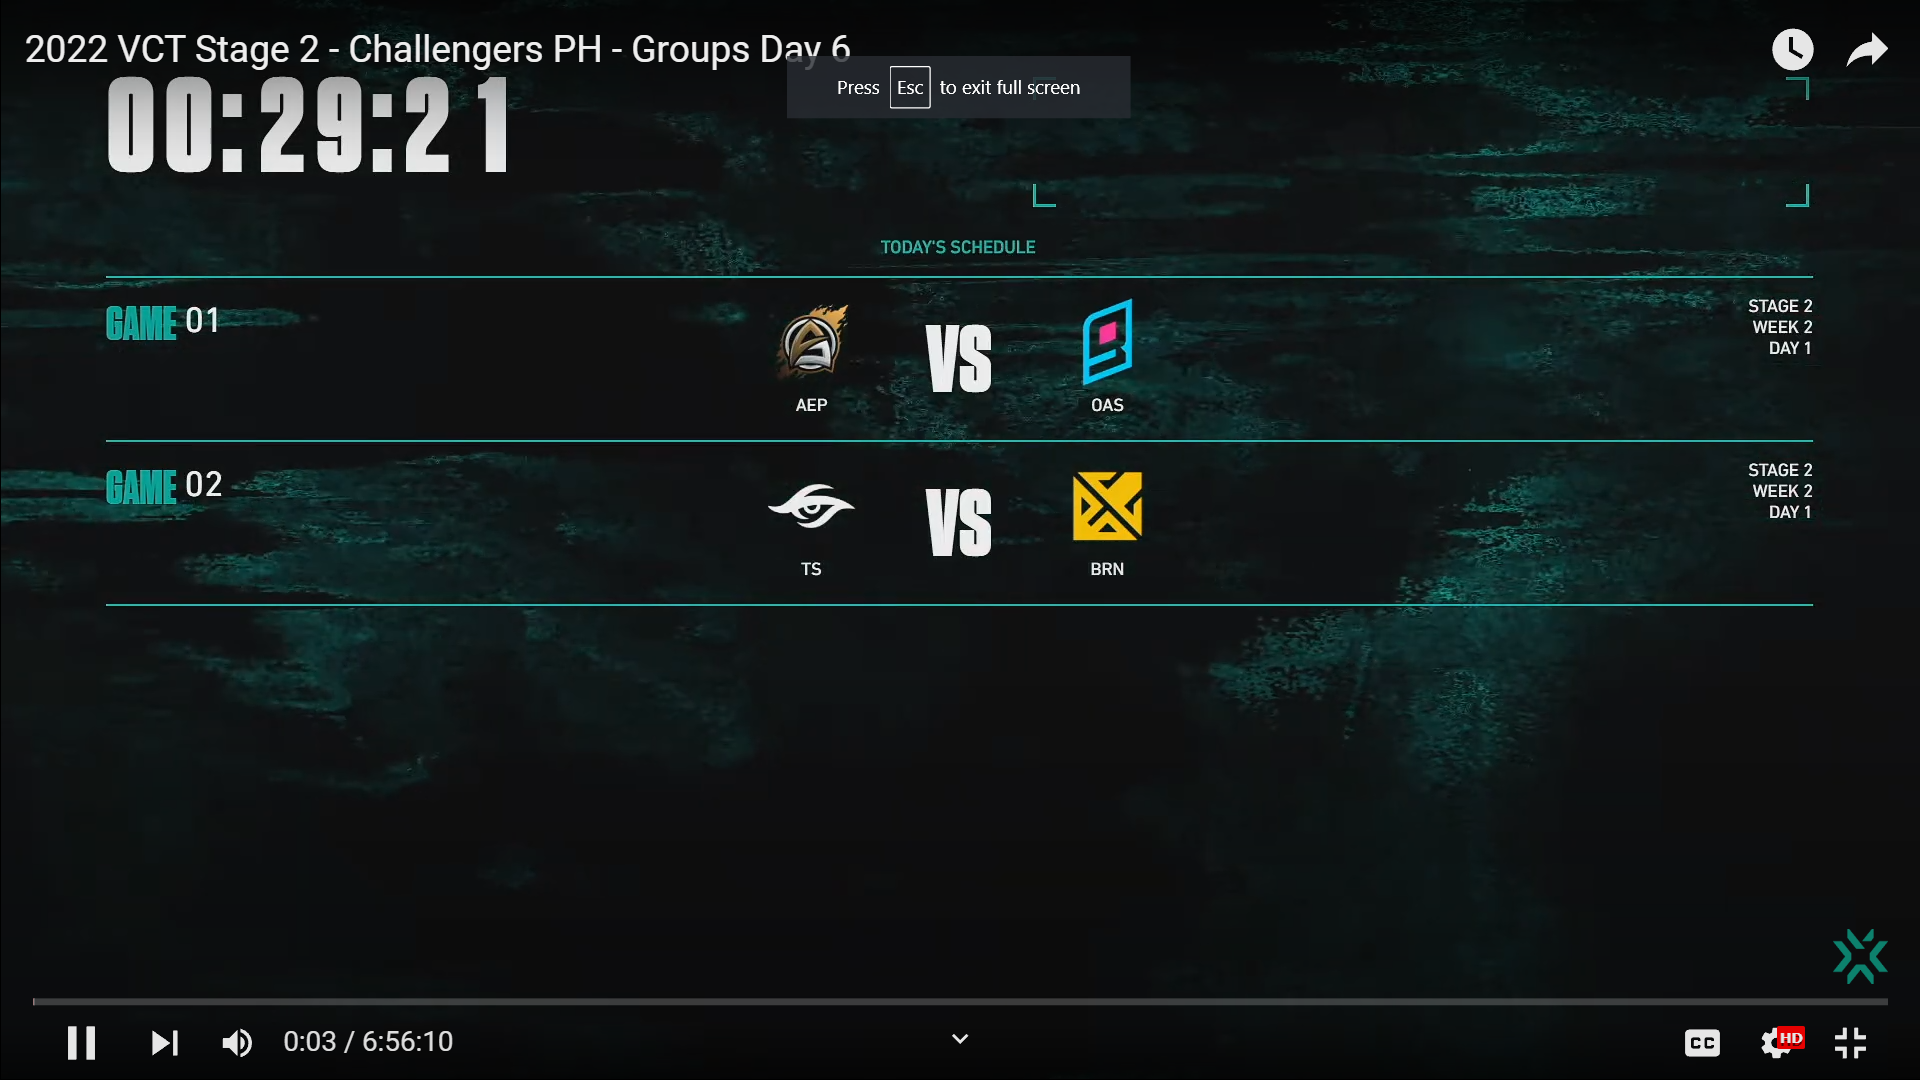 2022 VCT Stage 2 - Challengers PH - Groups Day 6
Press Esc to exit full screen
00:29:21
TODAY'S SCHEDULE
GAME 01
AEP
VS
OAS
STAGE 2
WEEK 2
DAY 1
GAME 02
TS
VS
BRN
STAGE 2
WEEK 2
DAY 1
0:03 / 6:56:10
CC
HD